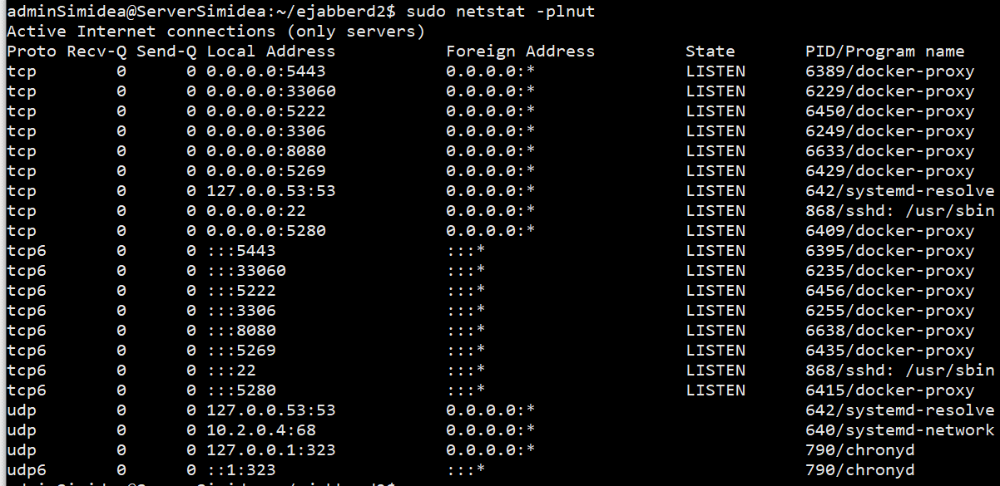 adminSimidea@ServerSimidea:~/ejabberd2$ sudo netstat -plnut
Active Internet connections (only servers)
Proto Recv-Q Send-Q Local Address           Foreign Address         State       PID/Program name
tcp        0      0 0.0.0.0:5443            0.0.0.0:*               LISTEN      6389/docker-proxy
tcp        0      0 0.0.0.0:33060           0.0.0.0:*               LISTEN      6229/docker-proxy
tcp        0      0 0.0.0.0:5222            0.0.0.0:*               LISTEN      6450/docker-proxy
tcp        0      0 0.0.0.0:3306            0.0.0.0:*               LISTEN      6249/docker-proxy
tcp        0      0 0.0.0.0:8080            0.0.0.0:*               LISTEN      6633/docker-proxy
tcp        0      0 0.0.0.0:5269            0.0.0.0:*               LISTEN      6429/docker-proxy
tcp        0      0 127.0.0.53:53           0.0.0.0:*               LISTEN      642/systemd-resolve
tcp        0      0 0.0.0.0:22              0.0.0.0:*               LISTEN      868/sshd: /usr/sbin
tcp        0      0 0.0.0.0:5280            0.0.0.0:*               LISTEN      6409/docker-proxy
tcp6       0      0 :::5443                 :::*                    LISTEN      6395/docker-proxy
tcp6       0      0 :::33060                :::*                    LISTEN      6235/docker-proxy
tcp6       0      0 :::5222                 :::*                    LISTEN      6456/docker-proxy
tcp6       0      0 :::3306                 :::*                    LISTEN      6255/docker-proxy
tcp6       0      0 :::8080                 :::*                    LISTEN      6638/docker-proxy
tcp6       0      0 :::5269                 :::*                    LISTEN      6435/docker-proxy
tcp6       0      0 :::22                   :::*                    LISTEN      868/sshd: /usr/sbin
tcp6       0      0 :::5280                 :::*                    LISTEN      6415/docker-proxy
udp        0      0 127.0.0.53:53           0.0.0.0:*                           642/systemd-resolve
udp        0      0 10.2.0.4:68             0.0.0.0:*                           640/systemd-network
udp        0      0 127.0.0.1:323           0.0.0.0:*                           790/chronyd
udp6       0      0 ::1:323                 :::*                                790/chronyd